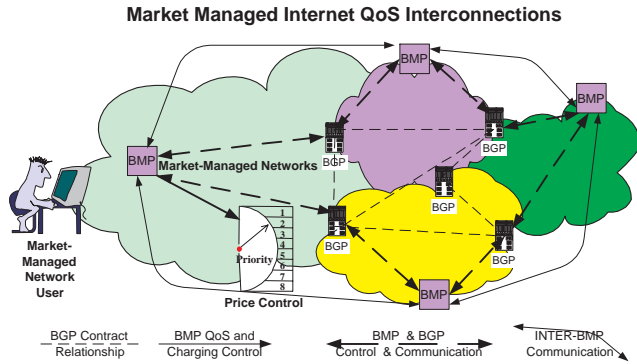 Market Managed Internet QoS Interconnections
BMP
BMP
BGP
BGP
BMP
Market-Managed Networks
BGP
BGP
BGP
Market-
Managed
Network
User
Priority
1
2
3
4
5
6
7
8
Price Control
BMP
BGP Contract
Relationship
BMP QoS and
Charging Control
BMP & BGP
Control & Communication
INTER-BMP
Communication